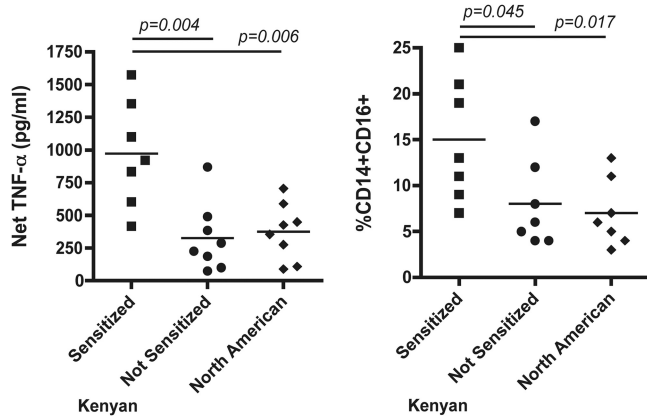 p=0.004
p=0.006
Net TNF-α (pg/ml)
1750
1500
1250
1000
750
500
250
0
Sensitized
Not Sensitized
North American
Kenyan
p=0.045
p=0.017
%CD14+CD16+
25
20
15
10
5
0
Sensitized
Not Sensitized
North American
Kenyan